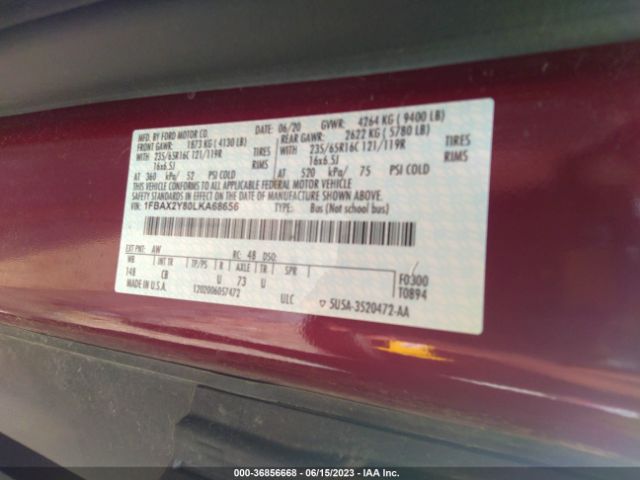 MFD. BY FORD MOTOR CO.
DATE: 06/20 GVWR: 4264 KG ( 9400 LB)
FRONT GAWR: 1873 KG ( 4130 LB) REAR GAWR: 2622 KG ( 5780 LB)
WITH 235/65R16C 121/119R TIRES WITH 235/65R16C 121/119R TIRES
16x6.5J RIMS 16x6.5J RIMS
AT 360 kPa/ 52 PSI COLD AT 520 kPa/ 75 PSI COLD
THIS VEHICLE CONFORMS TO ALL APPLICABLE FEDERAL MOTOR VEHICLE
SAFETY STANDARDS IN EFFECT ON THE DATE OF MANUFACTURE SHOWN ABOVE.
VIN: 1FBAX2Y80LKA68656 TYPE: Bus (Not school bus)
EXT PNT: AW RC: 48 DSO:
WB INT TR TP/PS R AXLE TR SPR F0300
148 CB U 73 U T0894
MADE IN U.S.A. 1202006057472 ULC 5U5A-3520472-AA
000-36856668 - 06/15/2023 - IAA Inc.